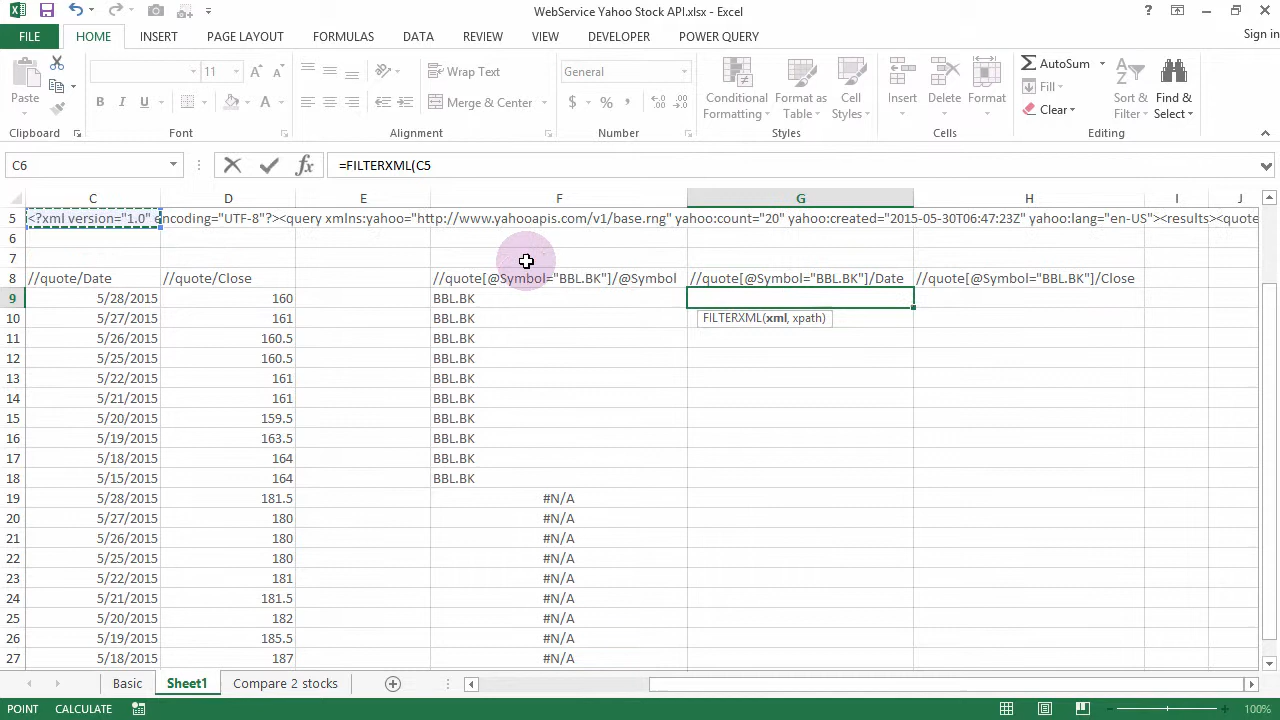 WebService Yahoo Stock API.xlsx - Excel
Sign in
FILE HOME INSERT PAGE LAYOUT FORMULAS DATA REVIEW VIEW DEVELOPER POWER QUERY
Paste
Clipboard
11
B I U A
Font
Wrap Text
Merge & Center
Alignment
General
$ % ,
Number
Conditional Formatting
Format as Table
Cell Styles
Styles
Insert
Delete
Format
Cells
AutoSum
Fill
Clear
Sort & Filter
Find & Select
Editing
C6 fx =FILTERXML(C5
C D E F G H I J
5 <?xml version="1.0" encoding="UTF-8"?><query xmlns:yahoo="http://www.yahooapis.com/v1/base.rng" yahoo:count="20" yahoo:created="2015-05-30T06:47:23Z" yahoo:lang="en-US"><results><quote
6
7
8 //quote/Date //quote/Close //quote[@Symbol="BBL.BK"]/@Symbol //quote[@Symbol="BBL.BK"]/Date //quote[@Symbol="BBL.BK"]/Close
9 5/28/2015 160 BBL.BK
10 5/27/2015 161 BBL.BK FILTERXML(xml, xpath)
11 5/26/2015 160.5 BBL.BK
12 5/25/2015 160.5 BBL.BK
13 5/22/2015 161 BBL.BK
14 5/21/2015 161 BBL.BK
15 5/20/2015 159.5 BBL.BK
16 5/19/2015 163.5 BBL.BK
17 5/18/2015 164 BBL.BK
18 5/15/2015 164 BBL.BK
19 5/28/2015 181.5 #N/A
20 5/27/2015 180 #N/A
21 5/26/2015 180 #N/A
22 5/25/2015 180 #N/A
23 5/22/2015 181 #N/A
24 5/21/2015 181.5 #N/A
25 5/20/2015 182 #N/A
26 5/19/2015 185.5 #N/A
27 5/18/2015 187 #N/A
Basic Sheet1 Compare 2 stocks
POINT CALCULATE 100%